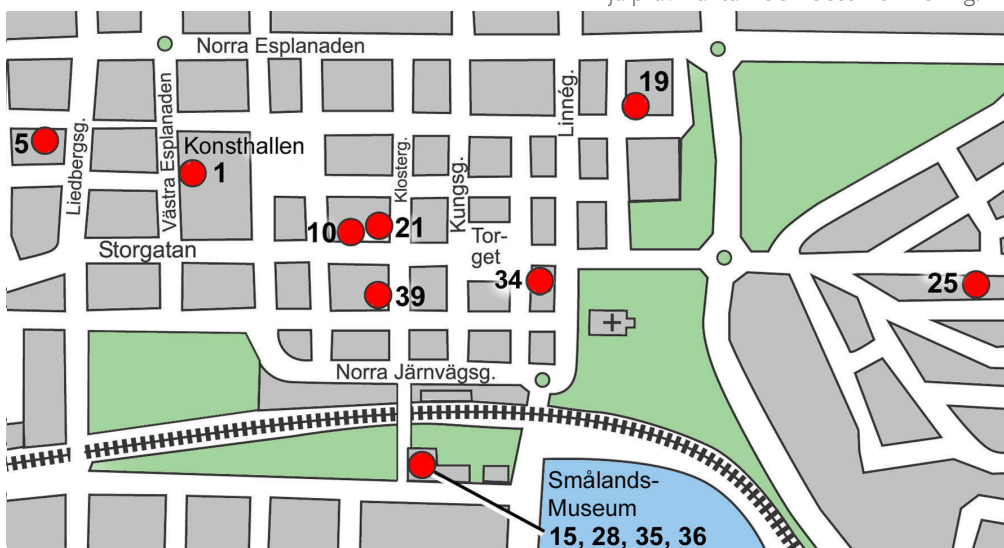 Norra Esplanaden
19
Linnég.
Västra Esplanaden
Liedbergsg.
5
Konsthallen
1
Klosterg.
Kungsg.
10
21
Tor-
get
Storgatan
34
25
39
Norra Järnvägsg.
Smålands-
Museum
15, 28, 35, 36